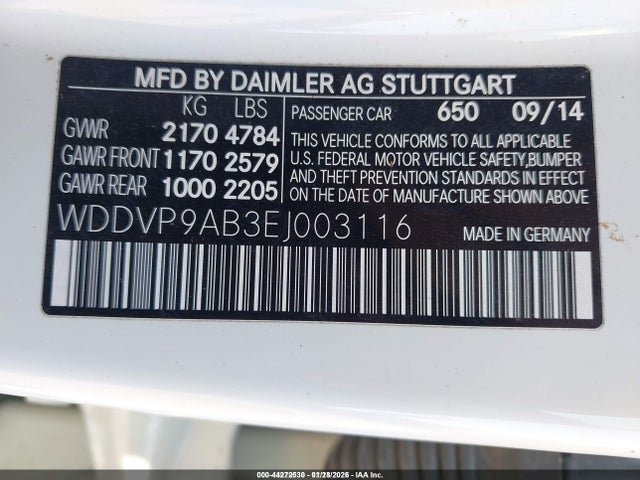 MFD BY DAIMLER AG STUTTGART
KG LBS
GWWR 2170 4784
GAWR FRONT 1170 2579
GAWR REAR 1000 2205
PASSENGER CAR 650 09/14
THIS VEHICLE CONFORMS TO ALL APPLICABLE
U.S. FEDERAL MOTOR VEHICLE SAFETY,BUMPER
AND THEFT PREVENTION STANDARDS IN EFFECT
ON THE DATE OF MANUFACTURE SHOWN ABOVE
WDDVP9AB3EJ003116 MADE IN GERMANY
000-44272630 - 01/28/2026 - IAA Inc.